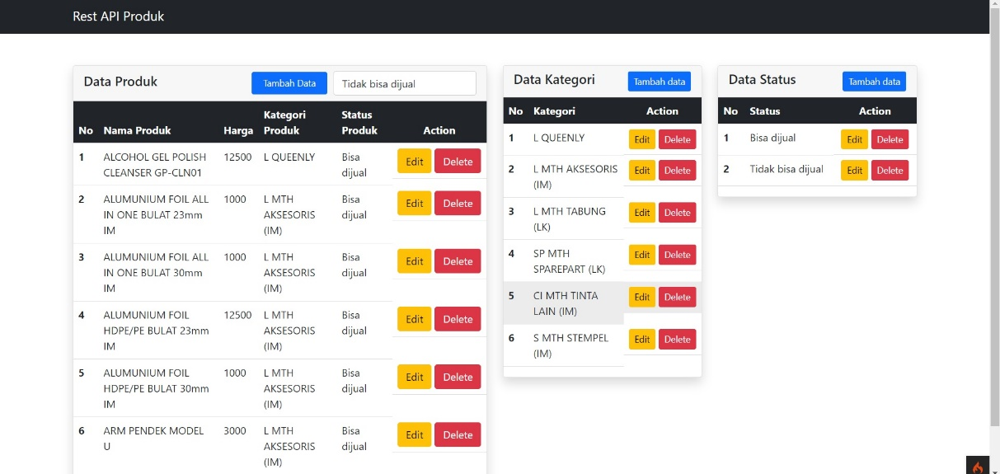 Rest API Produk
Data Produk Tambah Data Tidak bisa dijual
No Nama Produk Harga Kategori Produk Status Produk Action
1 ALCOHOL GEL POLISH 12500 L QUEENLY Bisa Edit Delete
CLEANSER GP-CLN01 dijual
2 ALUMUNIUM FOIL ALL 1000 L MTH Bisa Edit Delete
IN ONE BULAT 23mm AKSESORIS dijual
IM (IM)
3 ALUMUNIUM FOIL ALL 1000 L MTH Bisa Edit Delete
IN ONE BULAT 30mm AKSESORIS dijual
IM (IM)
4 ALUMUNIUM FOIL 12500 L MTH Bisa Edit Delete
HDPE/PE BULAT 23mm AKSESORIS dijual
IM (IM)
5 ALUMUNIUM FOIL 1000 L MTH Bisa Edit Delete
HDPE/PE BULAT 30mm AKSESORIS dijual
IM (IM)
6 ARM PENDEK MODEL 3000 L MTH Bisa Edit Delete
U AKSESORIS dijual
(IM)
Data Kategori Tambah data
No Kategori Action
1 L QUEENLY Edit Delete
2 L MTH AKSESORIS Edit Delete
(IM)
3 L MTH TABUNG Edit Delete
(LK)
4 SP MTH Edit Delete
SPAREPART (LK)
5 CI MTH TINTA Edit Delete
LAIN (IM)
6 S MTH STEMPEL Edit Delete
(IM)
Data Status Tambah data
No Status Action
1 Bisa dijual Edit Delete
2 Tidak bisa dijual Edit Delete